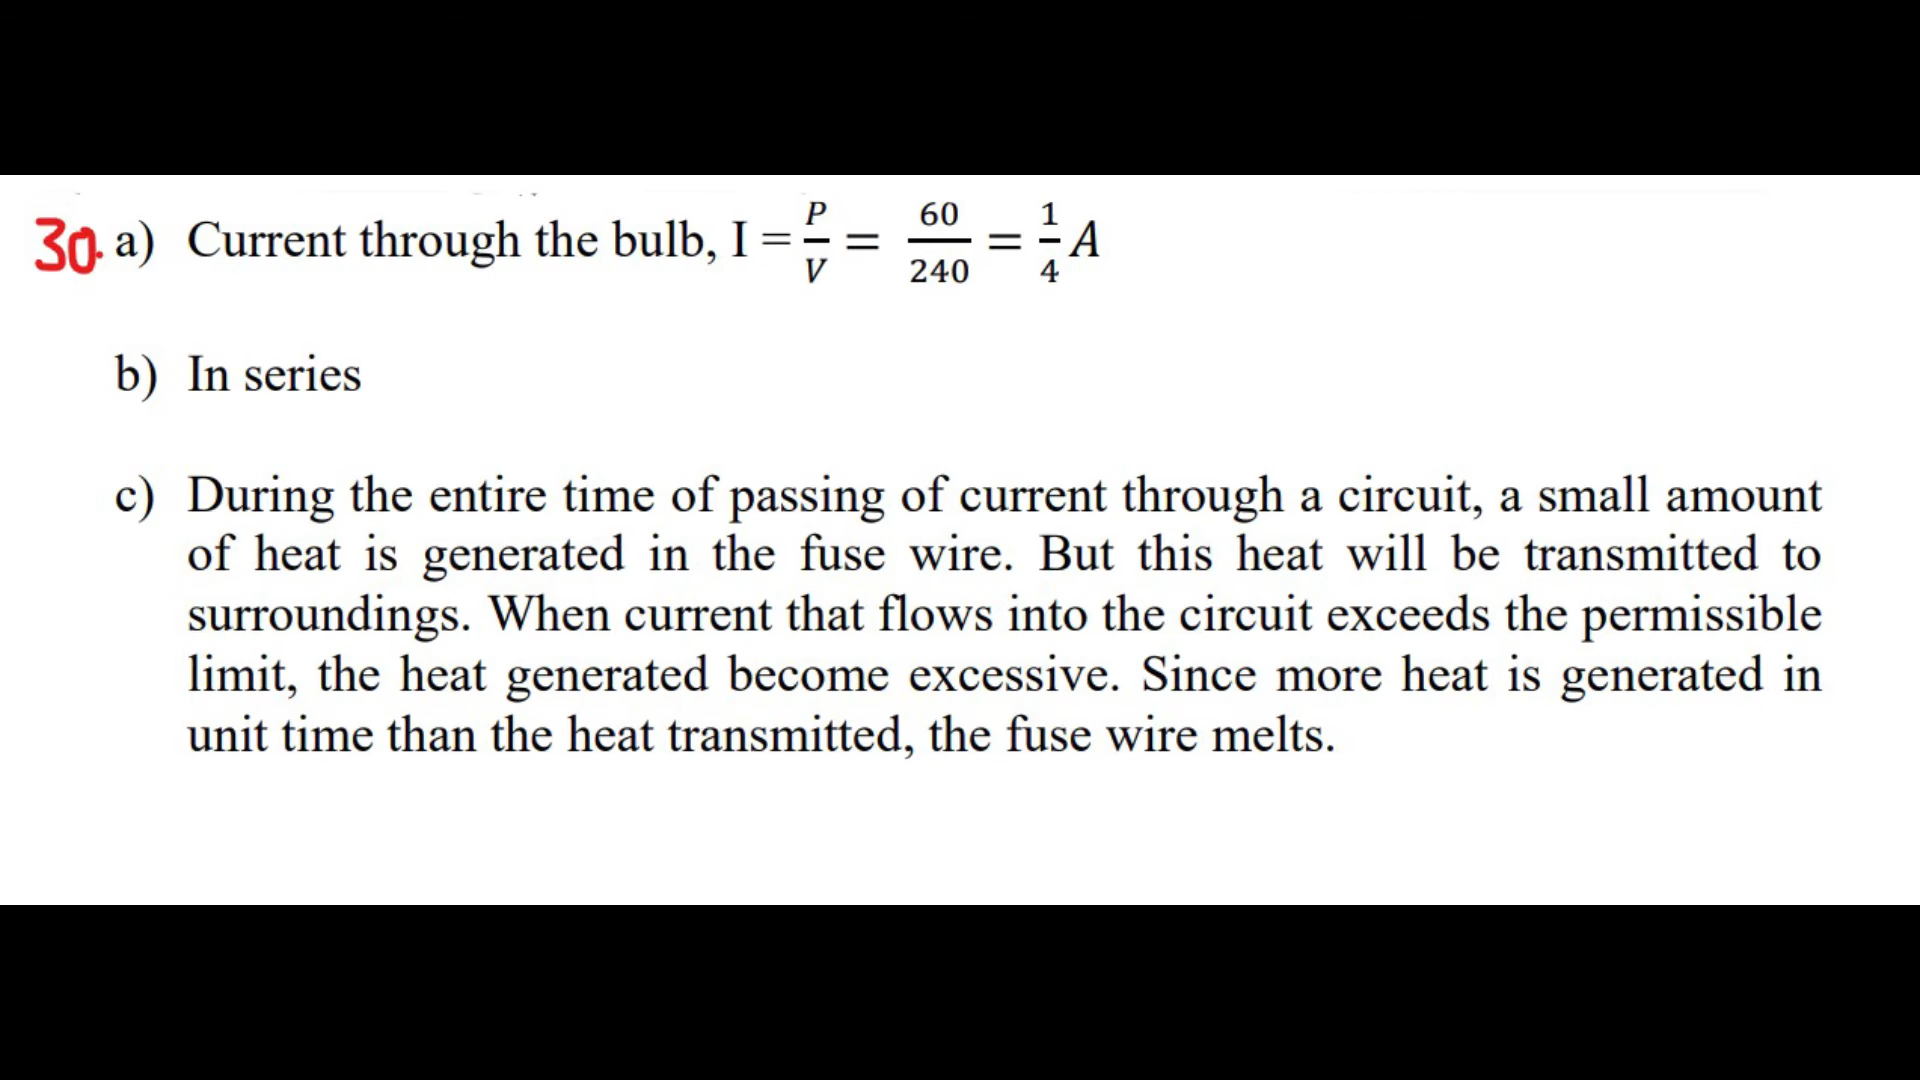 30. a) Current through the bulb, I = P/V = 60/240 = 1/4 A
b) In series
c) During the entire time of passing of current through a circuit, a small amount
of heat is generated in the fuse wire. But this heat will be transmitted to
surroundings. When current that flows into the circuit exceeds the permissible
limit, the heat generated become excessive. Since more heat is generated in
unit time than the heat transmitted, the fuse wire melts.